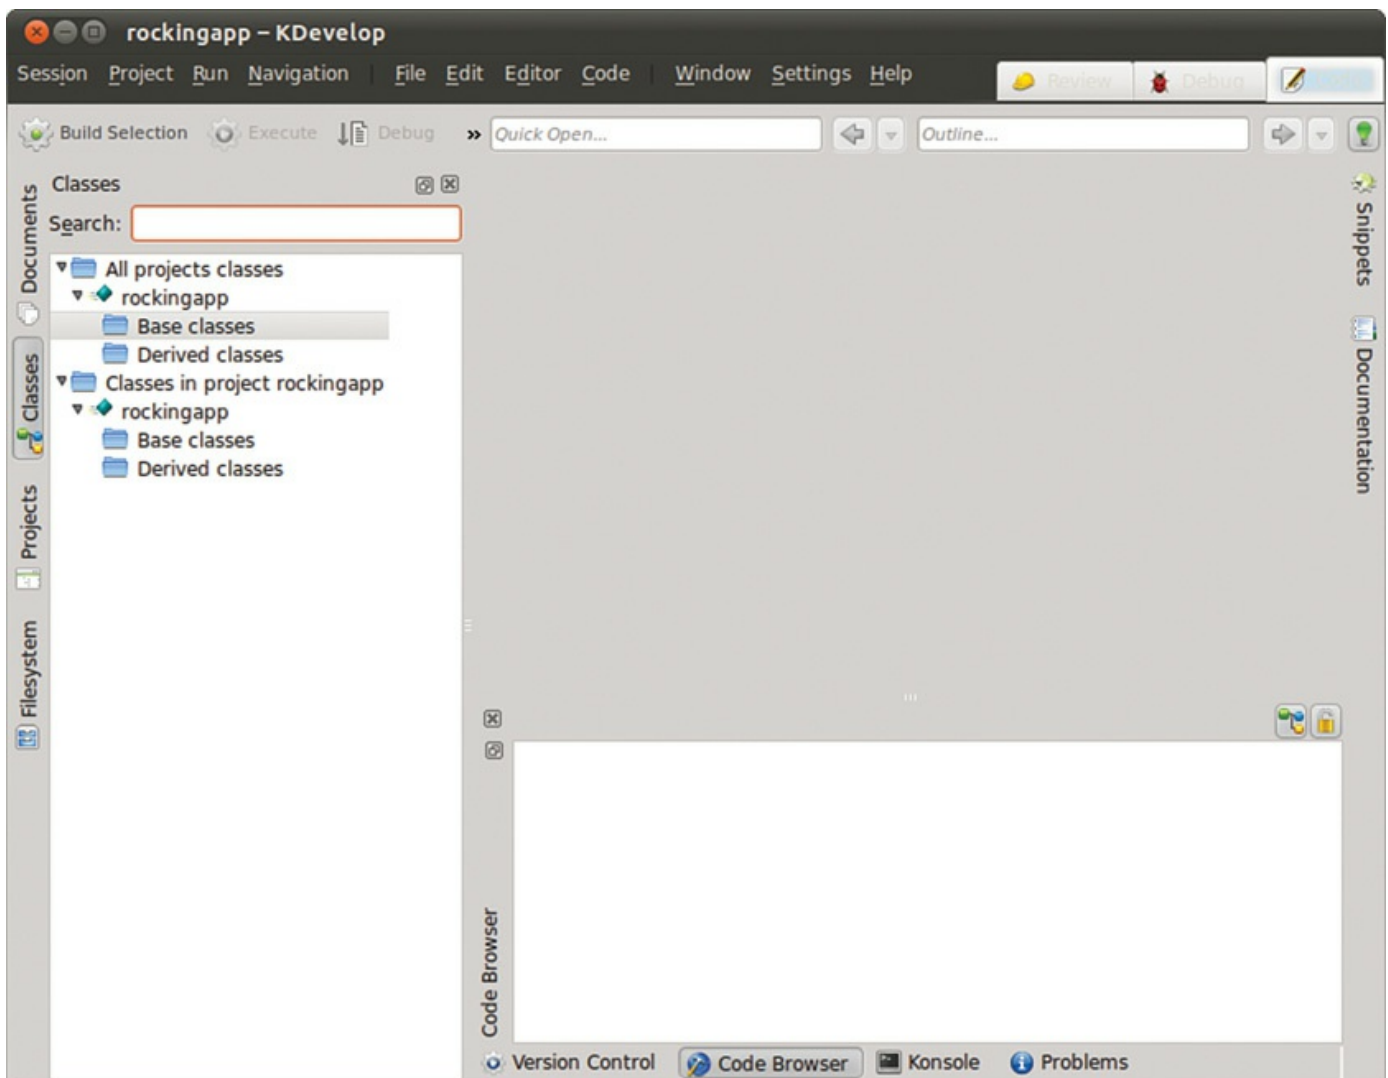 rockingapp – KDevelop
Session Project Run Navigation File Edit Editor Code Window Settings Help Review Debug
Build Selection Execute Debug » Quick Open... Outline...
Classes
Search:
All projects classes
rockingapp
Base classes
Derived classes
Classes in project rockingapp
rockingapp
Base classes
Derived classes
Documents
Classes
Projects
Filesystem
Snippets
Documentation
Code Browser
Version Control Code Browser Konsole Problems